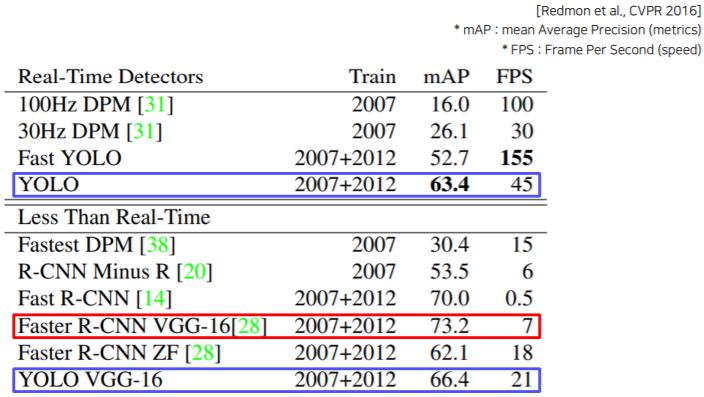 [Redmon et al., CVPR 2016]
* mAP : mean Average Precision (metrics)
* FPS : Frame Per Second (speed)
Real-Time Detectors Train mAP FPS
100Hz DPM [31] 2007 16.0 100
30Hz DPM [31] 2007 26.1 30
Fast YOLO 2007+2012 52.7 155
YOLO 2007+2012 63.4 45
Less Than Real-Time
Fastest DPM [38] 2007 30.4 15
R-CNN Minus R [20] 2007 53.5 6
Fast R-CNN [14] 2007+2012 70.0 0.5
Faster R-CNN VGG-16[28] 2007+2012 73.2 7
Faster R-CNN ZF [28] 2007+2012 62.1 18
YOLO VGG-16 2007+2012 66.4 21